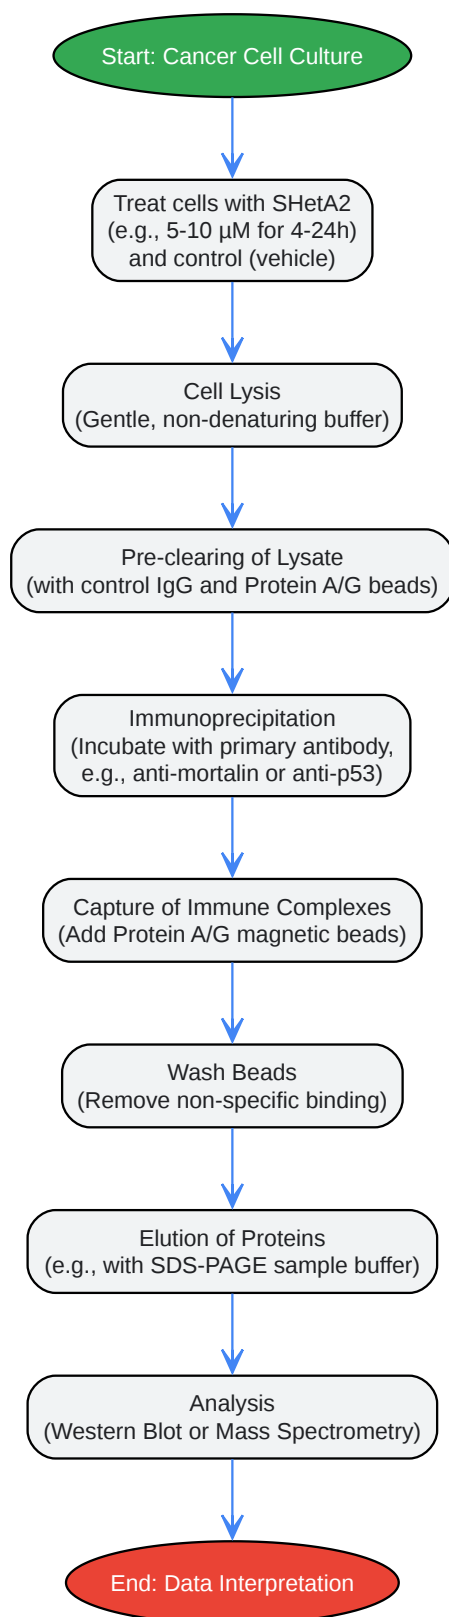 Start: Cancer Cell Culture
Treat cells with SHetA2
(e.g., 5-10 µM for 4-24h)
and control (vehicle)
Cell Lysis
(Gentle, non-denaturing buffer)
Pre-clearing of Lysate
(with control IgG and Protein A/G beads)
Immunoprecipitation
(Incubate with primary antibody,
e.g., anti-mortalin or anti-p53)
Capture of Immune Complexes
(Add Protein A/G magnetic beads)
Wash Beads
(Remove non-specific binding)
Elution of Proteins
(e.g., with SDS-PAGE sample buffer)
Analysis
(Western Blot or Mass Spectrometry)
End: Data Interpretation